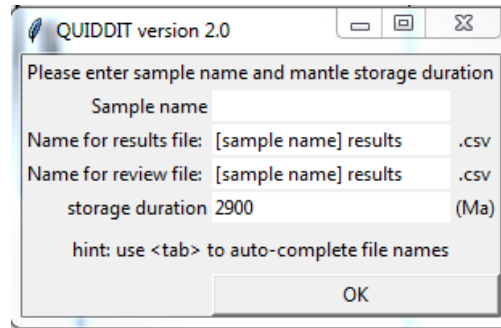 QUIDDIT version 2.0
Please enter sample name and mantle storage duration
Sample name
Name for results file: [sample name] results .csv
Name for review file: [sample name] results .csv
storage duration 2900 (Ma)
hint: use <tab> to auto-complete file names
OK